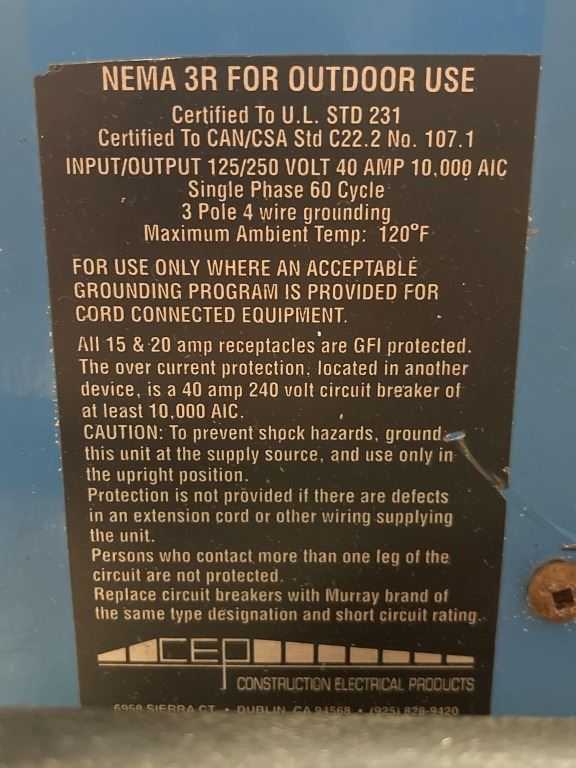 NEMA 3R FOR OUTDOOR USE
Certified To U.L. STD 231
Certified To CAN/CSA Std C22.2 No. 107.1
INPUT/OUTPUT 125/250 VOLT 40 AMP 10,000 AIC
Single Phase 60 Cycle
3 Pole 4 wire grounding
Maximum Ambient Temp: 120°F
FOR USE ONLY WHERE AN ACCEPTABLE
GROUNDING PROGRAM IS PROVIDED FOR
CORD CONNECTED EQUIPMENT.
All 15 & 20 amp receptacles are GFI protected.
The over current protection, located in another
device, is a 40 amp 240 volt circuit breaker of
at least 10,000 AIC.
CAUTION: To prevent shock hazards, ground
this unit at the supply source, and use only in
the upright position.
Protection is not provided if there are defects
in an extension cord or other wiring supplying
the unit.
Persons who contact more than one leg of the
circuit are not protected.
Replace circuit breakers with Murray brand of
the same type designation and short circuit rating.
CEP
CONSTRUCTION ELECTRICAL PRODUCTS
6958 SIERRA CT • DUBLIN, CA 94568 • (925) 828-9420